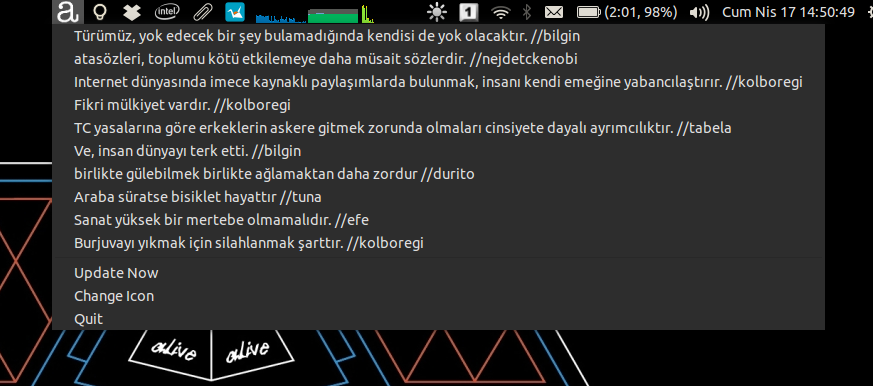 a intel 1 (2:01, 98%) Cum Nis 17 14:50:49
Türümüz, yok edecek bir şey bulamadığında kendisi de yok olacaktır. //bilgin
atasözleri, toplumu kötü etkilemeye daha müsait sözlerdir. //nejdetckenobi
Internet dünyasında imece kaynaklı paylaşımlarda bulunmak, insanı kendi emeğine yabancılaştırır. //kolboregi
Fikri mülkiyet vardır. //kolboregi
TC yasalarına göre erkeklerin askere gitmek zorunda olmaları cinsiyete dayalı ayrımcılıktır. //tabela
Ve, insan dünyayı terk etti. //bilgin
birlikte gülebilmek birlikte ağlamaktan daha zordur //durito
Araba süratse bisiklet hayattır //tuna
Sanat yüksek bir mertebe olmamalıdır. //efe
Burjuvayı yıkmak için silahlanmak şarttır. //kolboregi
Update Now
Change Icon
Quit
alive alive